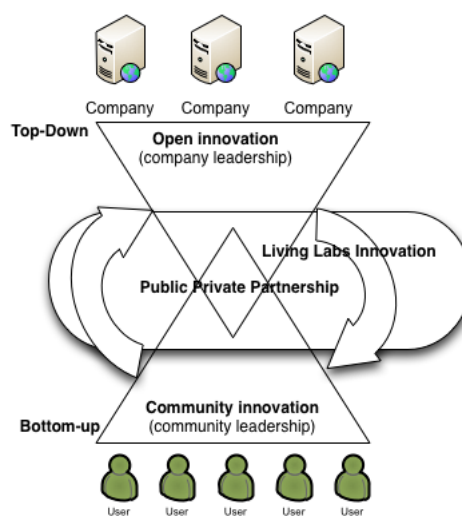 Company Company Company
Top-Down
Open innovation
(company leadership)
Living Labs Innovation
Public Private Partnership
Community innovation
Bottom-up
(community leadership)
User User User User User